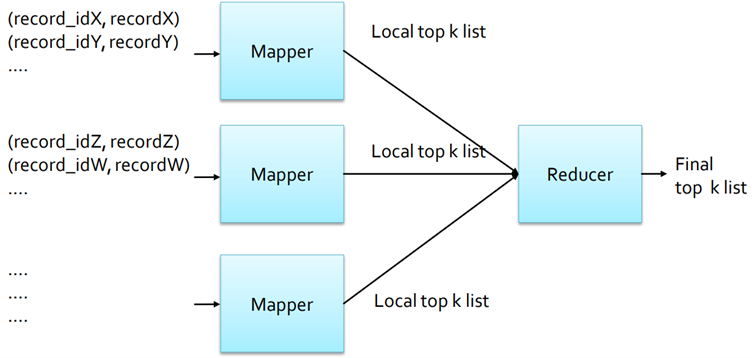 (record_idX, recordX)
(record_idY, recordY)
....
Mapper
Local top k list
(record_idZ, recordZ)
(record_idW, recordW)
....
Mapper
Local top k list
Reducer
Final
top k list
....
....
....
Mapper
Local top k list